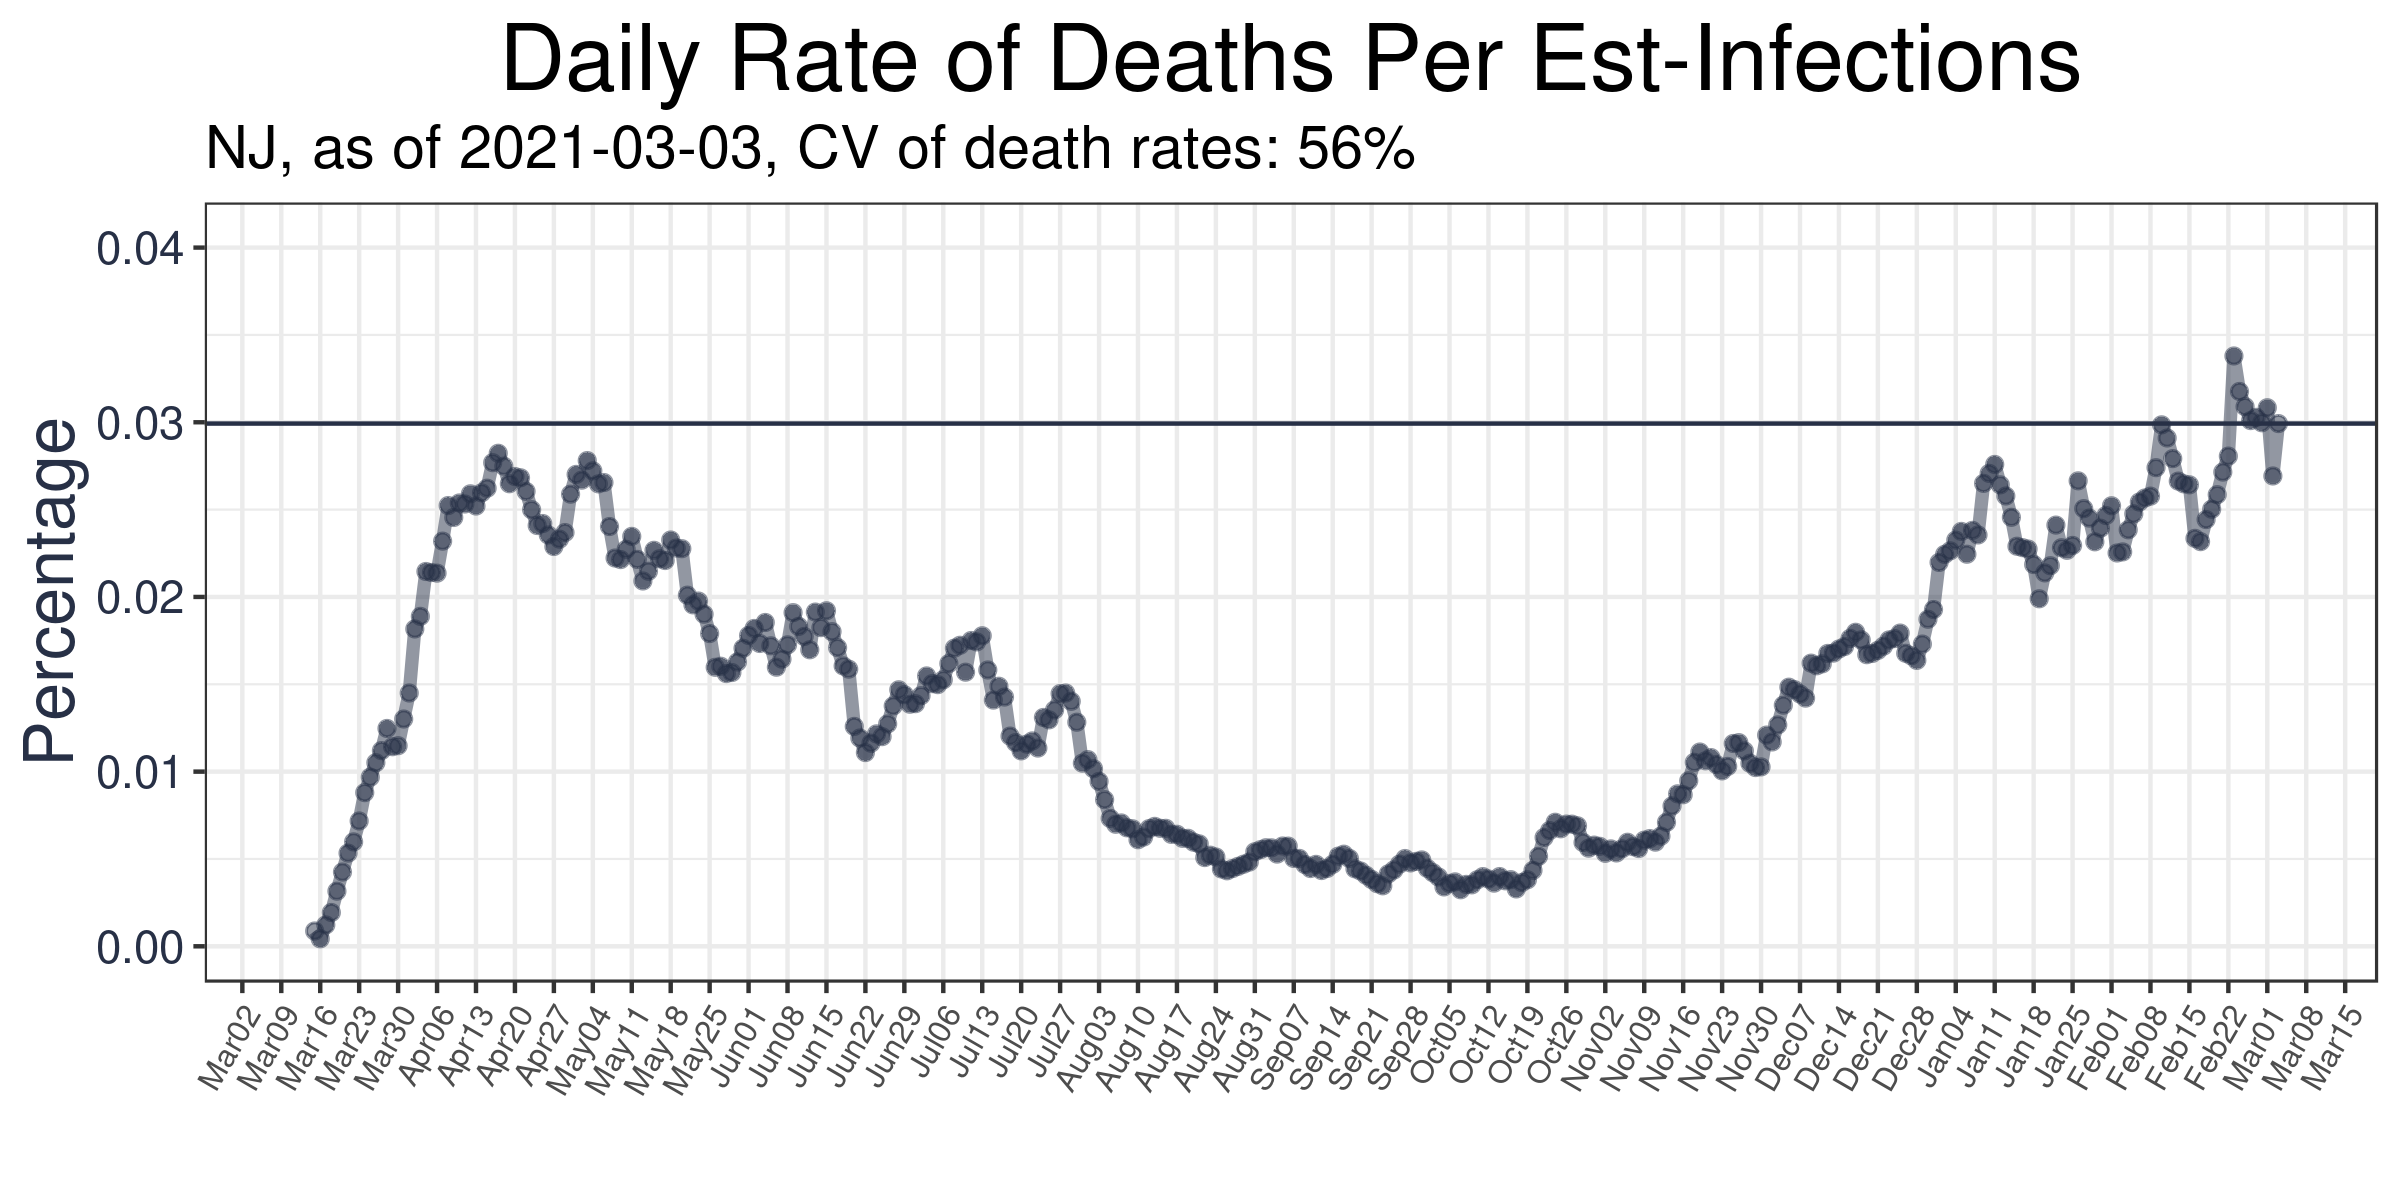 Daily Rate of Deaths Per Est-Infections
NJ, as of 2021-03-03, CV of death rates: 56%
Percentage
0.04
0.03
0.02
0.01
0.00
Mar02 Mar09 Mar16 Mar23 Mar30 Apr06 Apr13 Apr20 Apr27 May04 May11 May18 May25 Jun01 Jun08 Jun15 Jun22 Jun29 Jul06 Jul13 Jul20 Jul27 Aug03 Aug10 Aug17 Aug24 Aug31 Sep07 Sep14 Sep21 Sep28 Oct05 Oct12 Oct19 Oct26 Nov02 Nov09 Nov16 Nov23 Nov30 Dec07 Dec14 Dec21 Dec28 Jan04 Jan11 Jan18 Jan25 Feb01 Feb08 Feb15 Feb22 Mar01 Mar08 Mar15